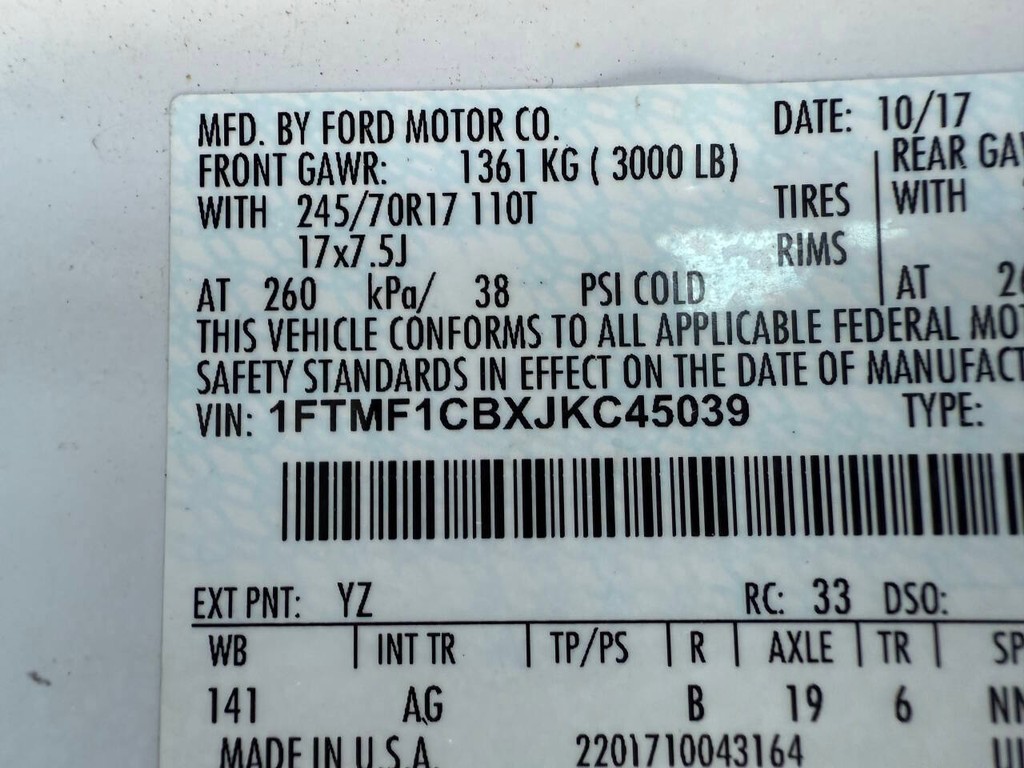 MFD. BY FORD MOTOR CO. DATE: 10/17
FRONT GAWR: 1361 KG ( 3000 LB) REAR
WITH 245/70R17 110T TIRES WITH
17x7.5J RIMS
AT 260 kPa/ 38 PSI COLD AT
THIS VEHICLE CONFORMS TO ALL APPLICABLE FEDERAL
SAFETY STANDARDS IN EFFECT ON THE DATE OF
VIN: 1FTMF1CBXJKC45039 TYPE:
EXT PNT: YZ RC: 33 DSO:
WB INT TR TP/PS R AXLE TR
141 AG B 19 6
MADE IN U.S.A. 2201710043164